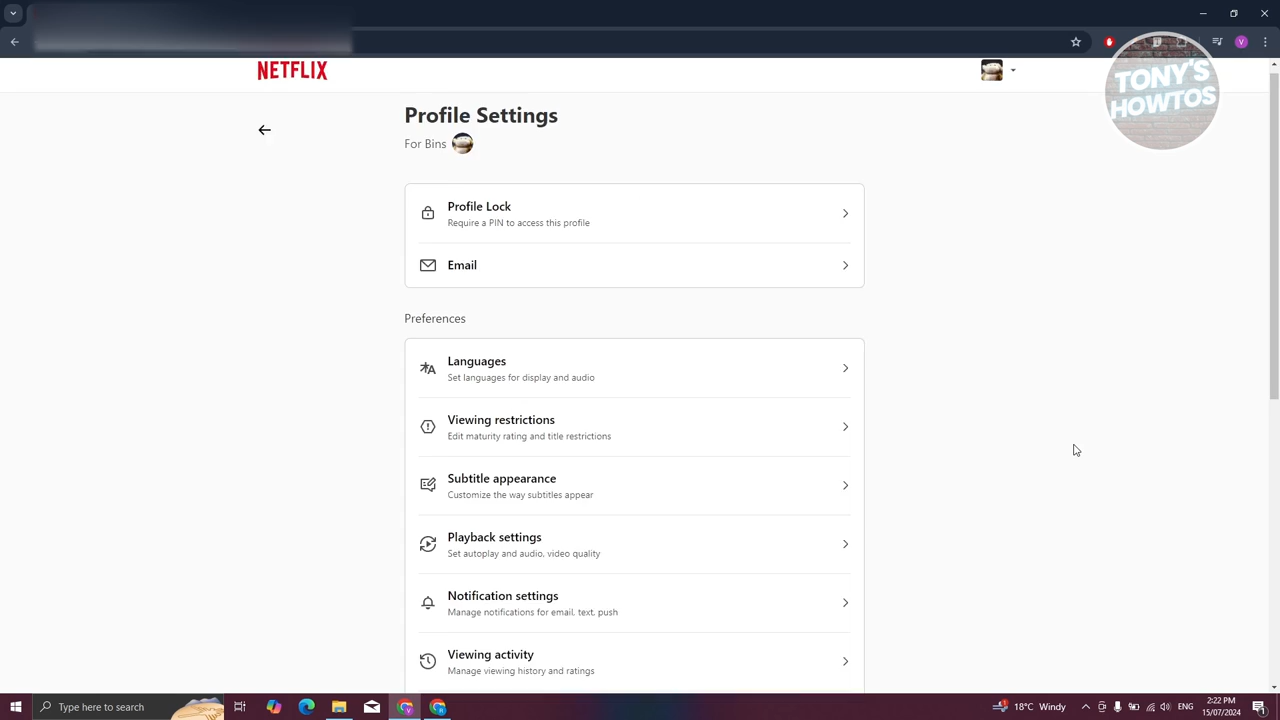 NETFLIX
TONY'S
HOWTOS
Profile Settings
For Bins
Profile Lock
Require a PIN to access this profile
Email
Preferences
Languages
Set languages for display and audio
Viewing restrictions
Edit maturity rating and title restrictions
Subtitle appearance
Customize the way subtitles appear
Playback settings
Set autoplay and audio, video quality
Notification settings
Manage notifications for email, text, push
Viewing activity
Manage viewing history and ratings
Type here to search
18°C Windy
2:22 PM
15/07/2024